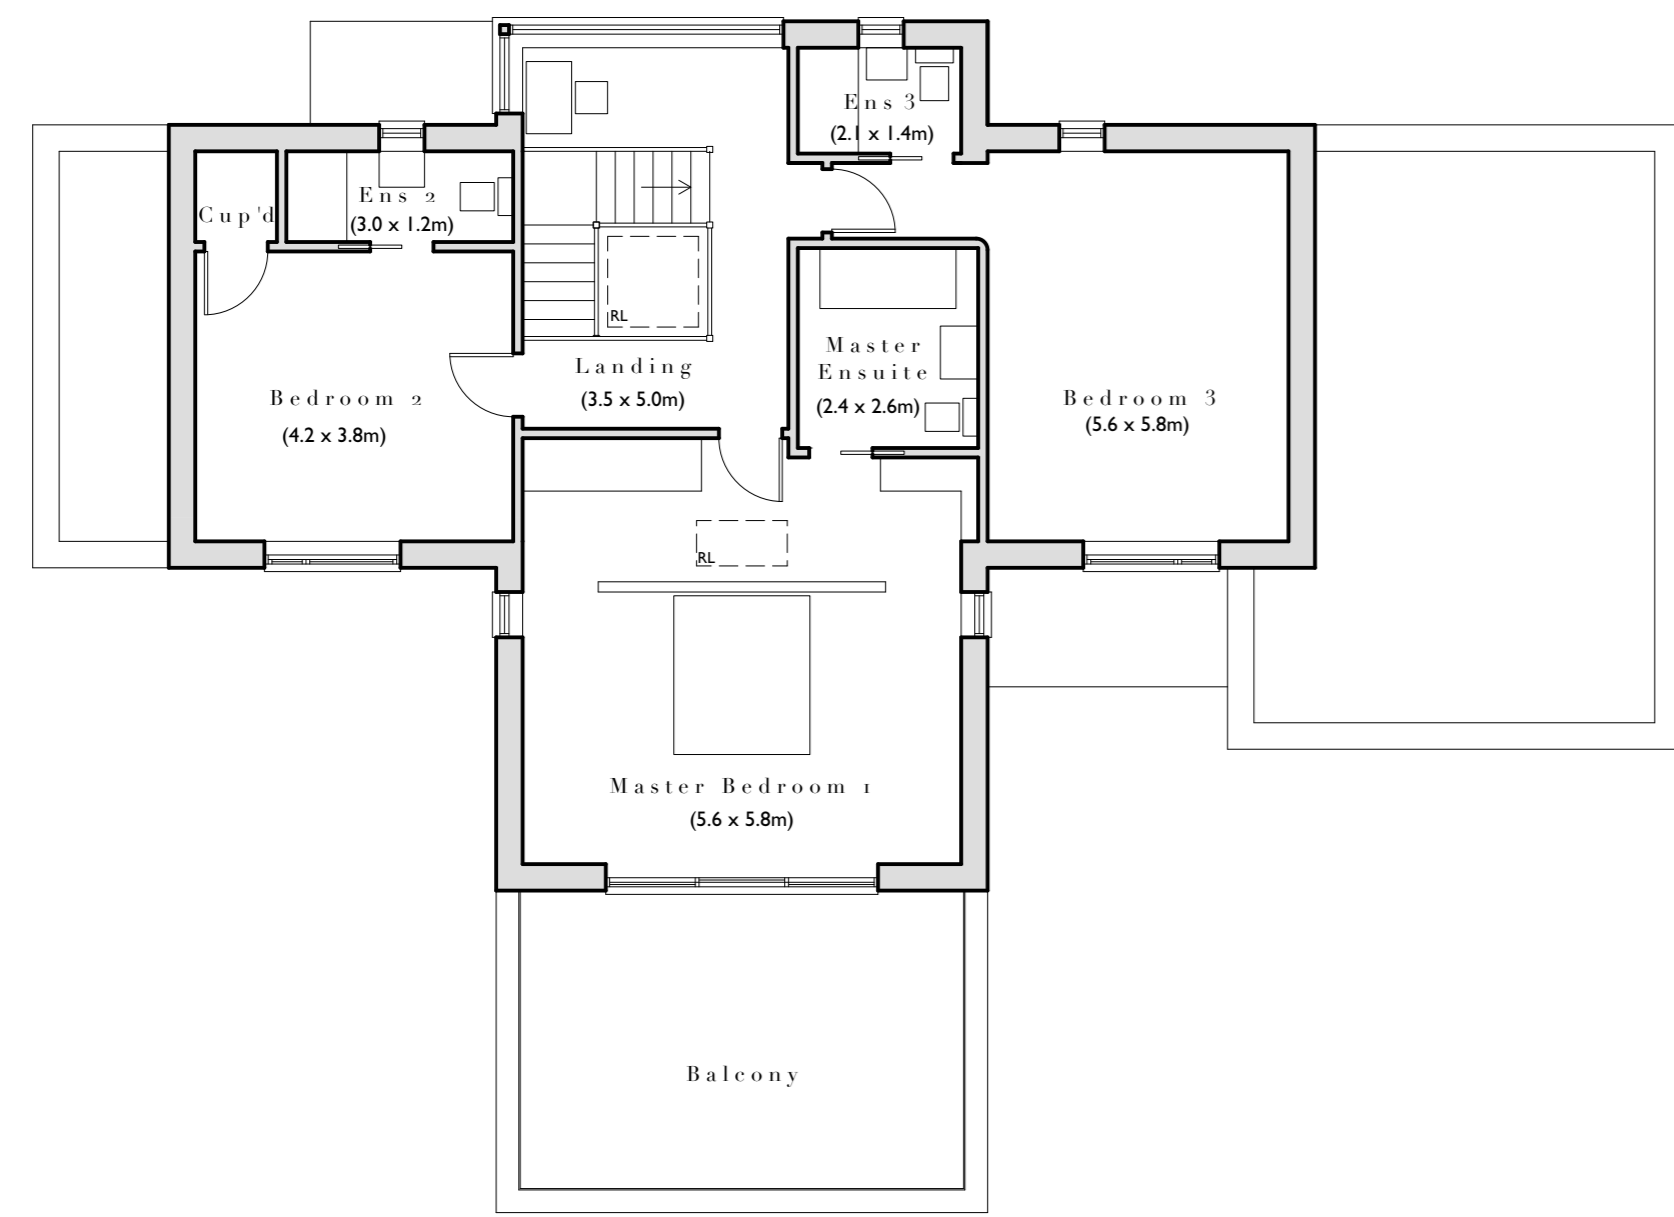 Ens 3
(2.1 x 1.4m)
Ens 2
(3.0 x 1.2m)
Cup'd
RL
Landing
(3.5 x 5.0m)
Master
Ensuite
(2.4 x 2.6m)
Bedroom 2
(4.2 x 3.8m)
Bedroom 3
(5.6 x 5.8m)
RL
Master Bedroom 1
(5.6 x 5.8m)
Balcony